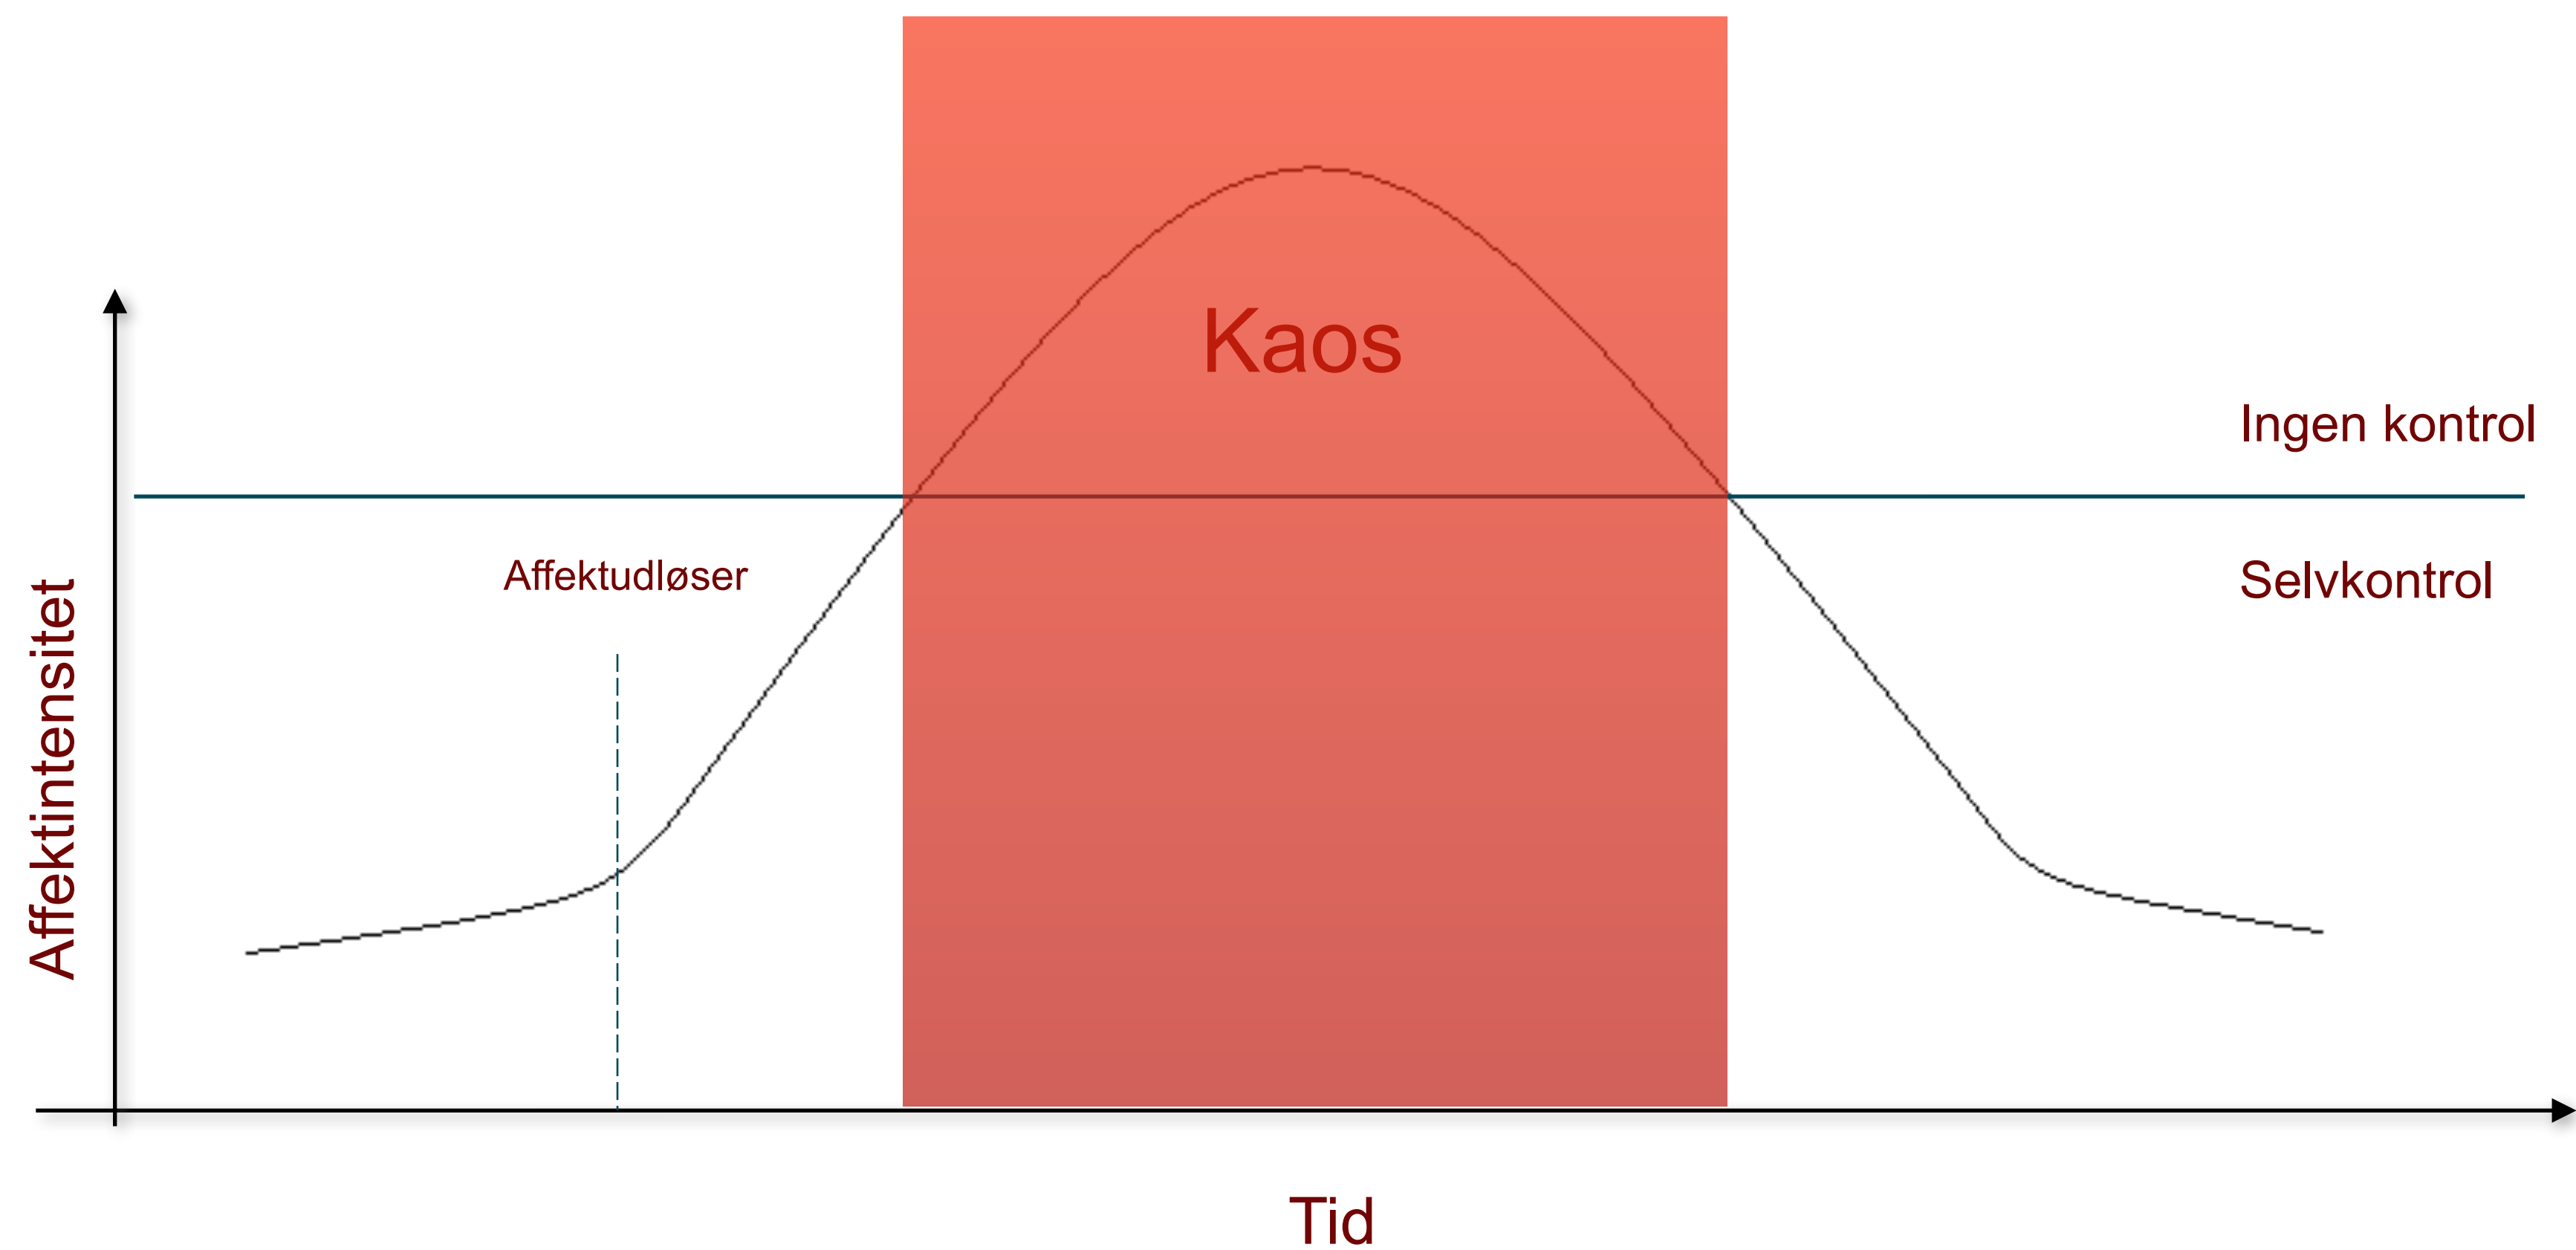 Kaos
Ingen kontrol
Affektudløser
Selvkontrol
Affektintensitet
Tid